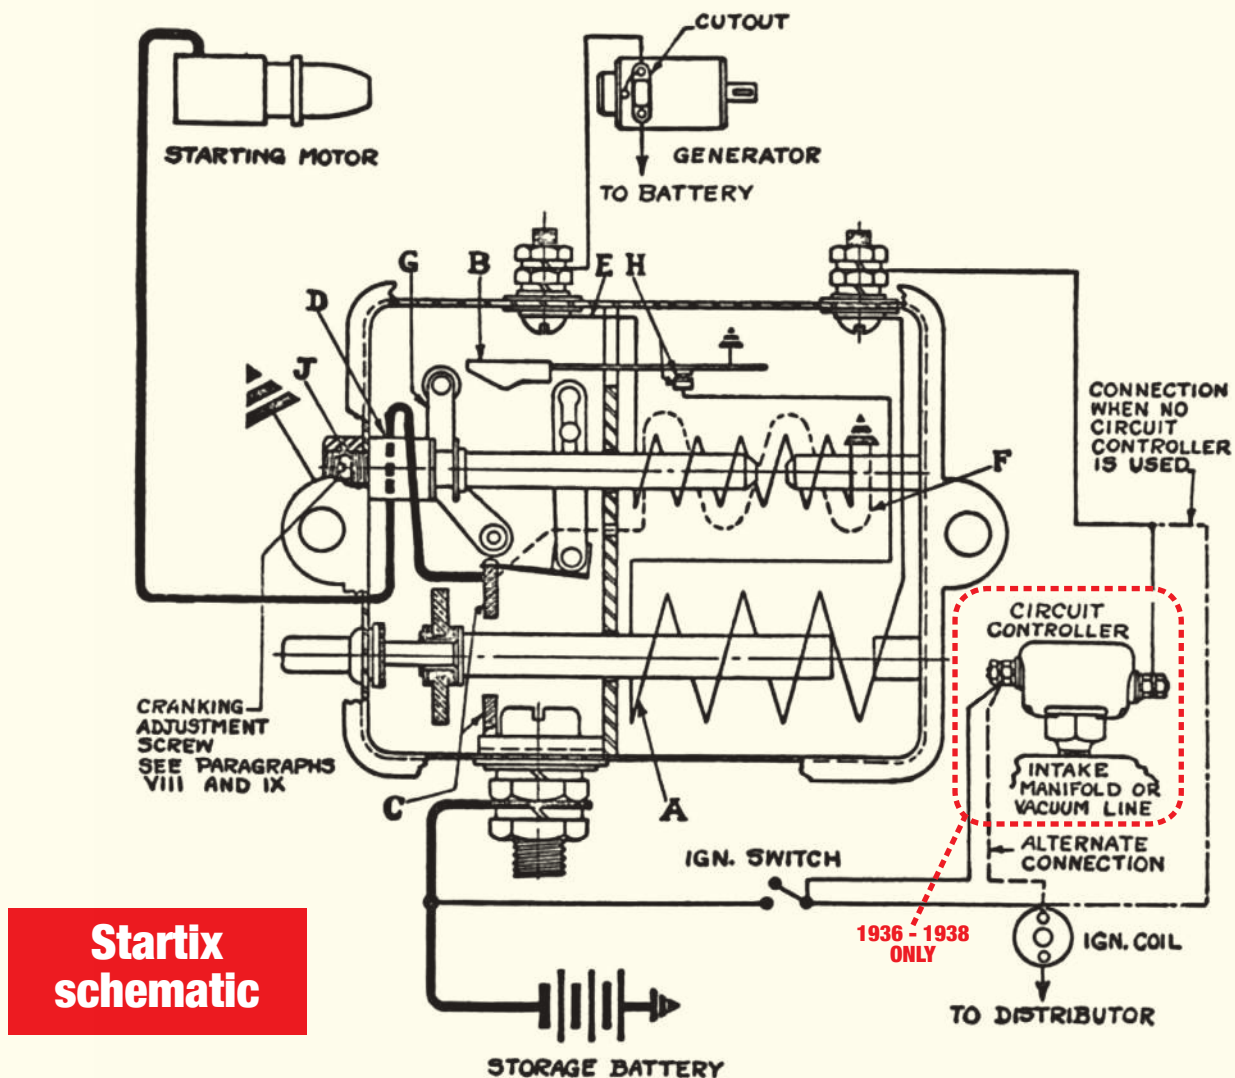 CUTOUT
STARTING MOTOR
GENERATOR
TO BATTERY
G
B
E
H
D
J
F
CONNECTION
WHEN NO
CIRCUIT
CONTROLLER
IS USED
CIRCUIT
CONTROLLER
CRANKING
ADJUSTMENT
SCREW
SEE PARAGRAPHS
VIII AND IX
C
A
INTAKE
MANIFOLD OR
VACUUM LINE
IGN. SWITCH
ALTERNATE
CONNECTION
1936 - 1938
ONLY
IGN. COIL
Startix
schematic
TO DISTRIBUTOR
STORAGE BATTERY